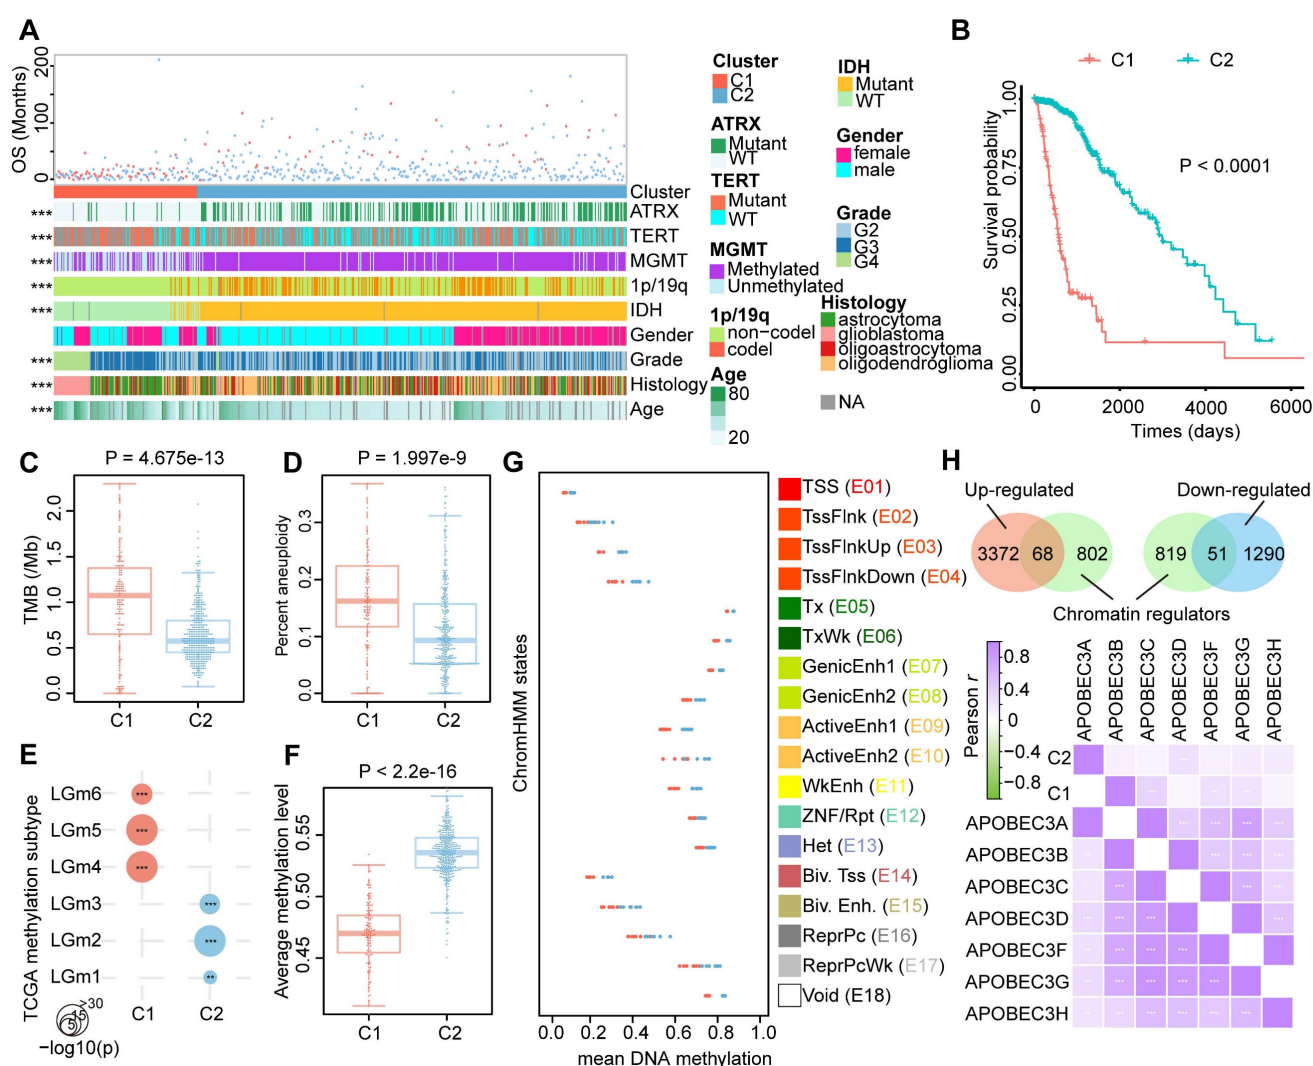 A
OS (Months)
200
100
0
Cluster
*** ATRX
*** TERT
*** MGMT
*** 1p/19q
*** IDH
Gender
*** Grade
*** Histology
*** Age
Cluster
C1
C2
ATRX
Mutant
WT
TERT
Mutant
WT
MGMT
Methylated
Unmethylated
1p/19q
non-codel
codel
Age
80
20
IDH
Mutant
WT
Gender
female
male
Grade
G2
G3
G4
Histology
astrocytoma
glioblastoma
oligoastrocytoma
oligodendroglioma
NA
B
C1 C2
Survival probability
1.00
0.75
0.50
0.25
0.00
P < 0.0001
0 2000 4000 6000
Times (days)
C
P = 4.675e-13
TMB (/Mb)
2.0
1.5
1.0
0.5
0.0
C1 C2
D
P = 1.997e-9
Percent aneuploidy
0.3
0.2
0.1
0.0
C1 C2
E
TCGA methylation subtype
LGm6 ***
LGm5 ***
LGm4 ***
LGm3 ***
LGm2 ***
LGm1 **
C1 C2
>30
15
5
−log10(p)
F
P < 2.2e-16
Average methylation level
0.55
0.50
0.45
C1 C2
G
ChromHMM states
0.0 0.2 0.4 0.6 0.8 1.0
mean DNA methylation
TSS (E01)
TssFlnk (E02)
TssFlnkUp (E03)
TssFlnkDown (E04)
Tx (E05)
TxWk (E06)
GenicEnh1 (E07)
GenicEnh2 (E08)
ActiveEnh1 (E09)
ActiveEnh2 (E10)
WkEnh (E11)
ZNF/Rpt (E12)
Het (E13)
Biv. Tss (E14)
Biv. Enh. (E15)
ReprPc (E16)
ReprPcWk (E17)
Void (E18)
H
Up-regulated Down-regulated
3372 68 802 819 51 1290
Chromatin regulators
Pearson r
0.8
0.4
0
−0.4
−0.8
APOBEC3A
APOBEC3B
APOBEC3C
APOBEC3D
APOBEC3F
APOBEC3G
APOBEC3H
C2
C1
APOBEC3A
APOBEC3B
APOBEC3C
APOBEC3D
APOBEC3F
APOBEC3G
APOBEC3H